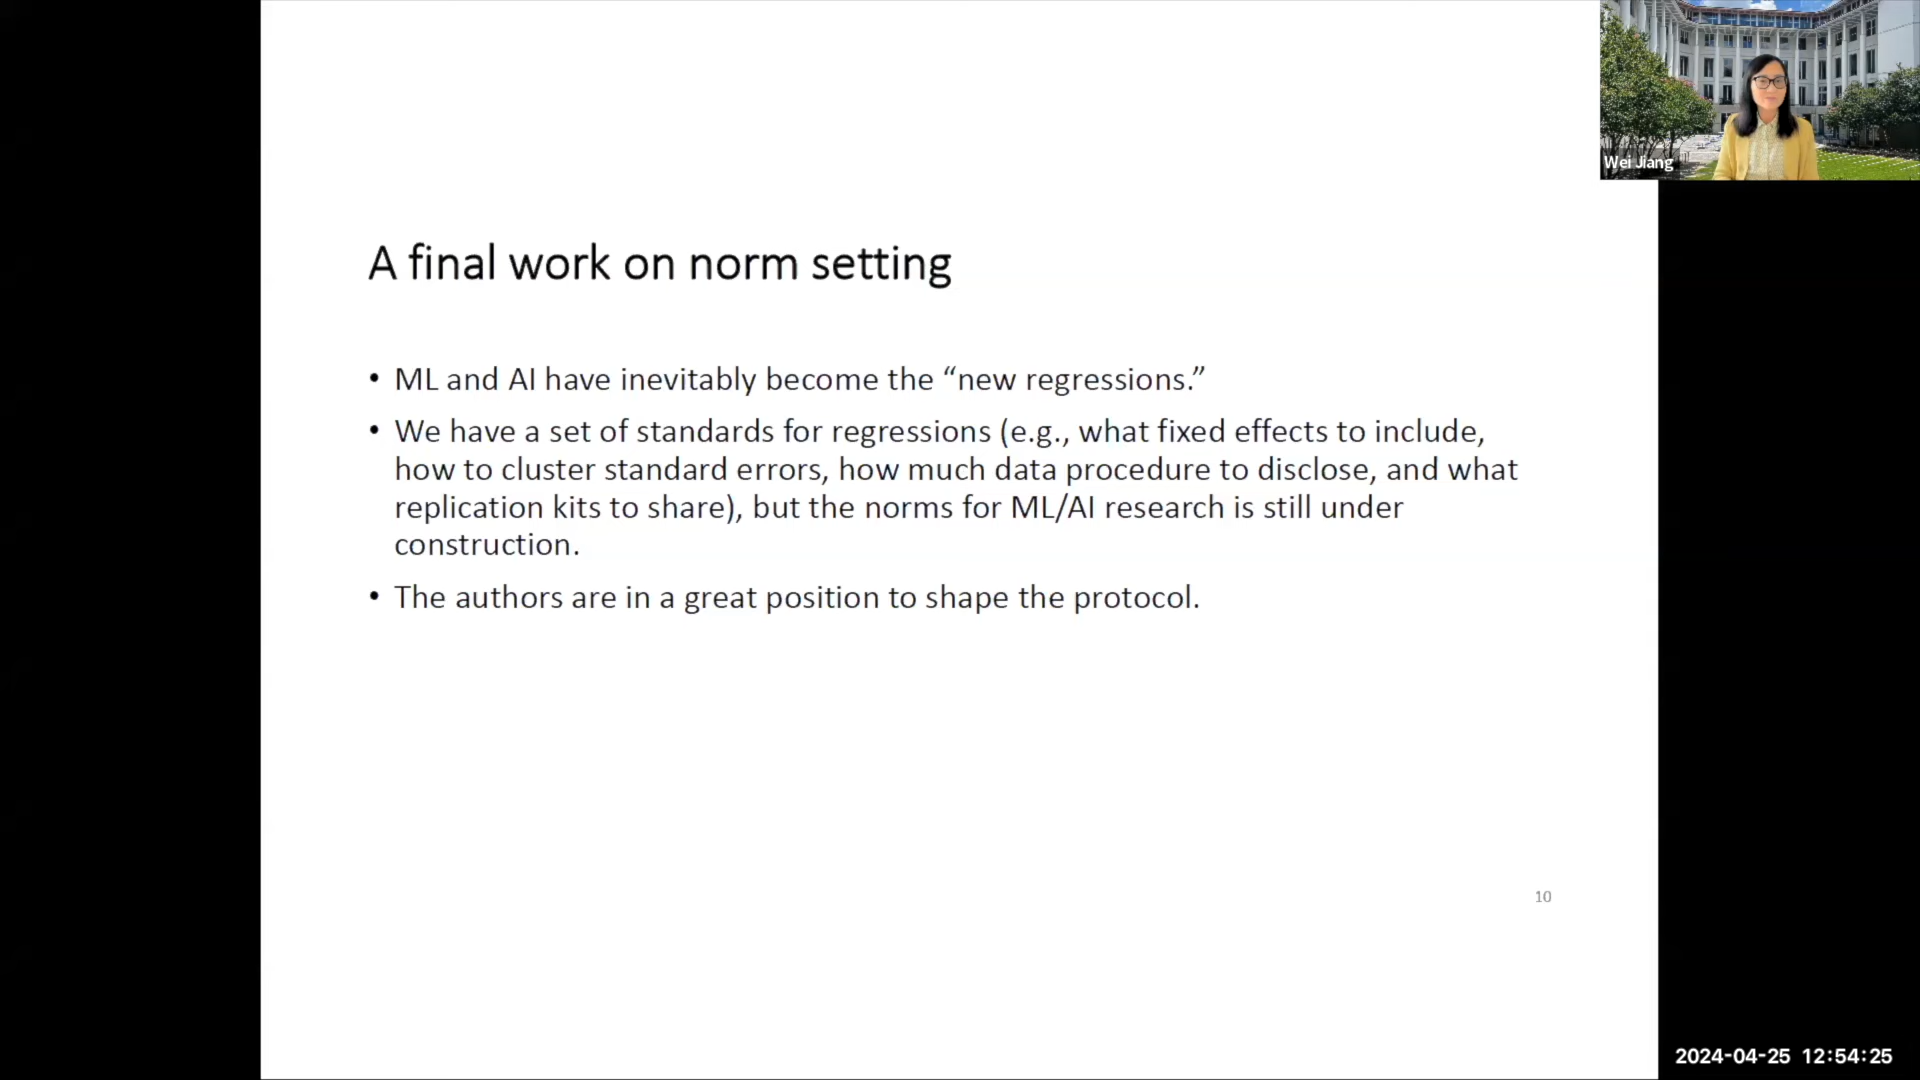 Wei Jiang
A final work on norm setting
• ML and AI have inevitably become the “new regressions.”
• We have a set of standards for regressions (e.g., what fixed effects to include,
how to cluster standard errors, how much data procedure to disclose, and what
replication kits to share), but the norms for ML/AI research is still under
construction.
• The authors are in a great position to shape the protocol.
10
2024-04-25 12:54:25